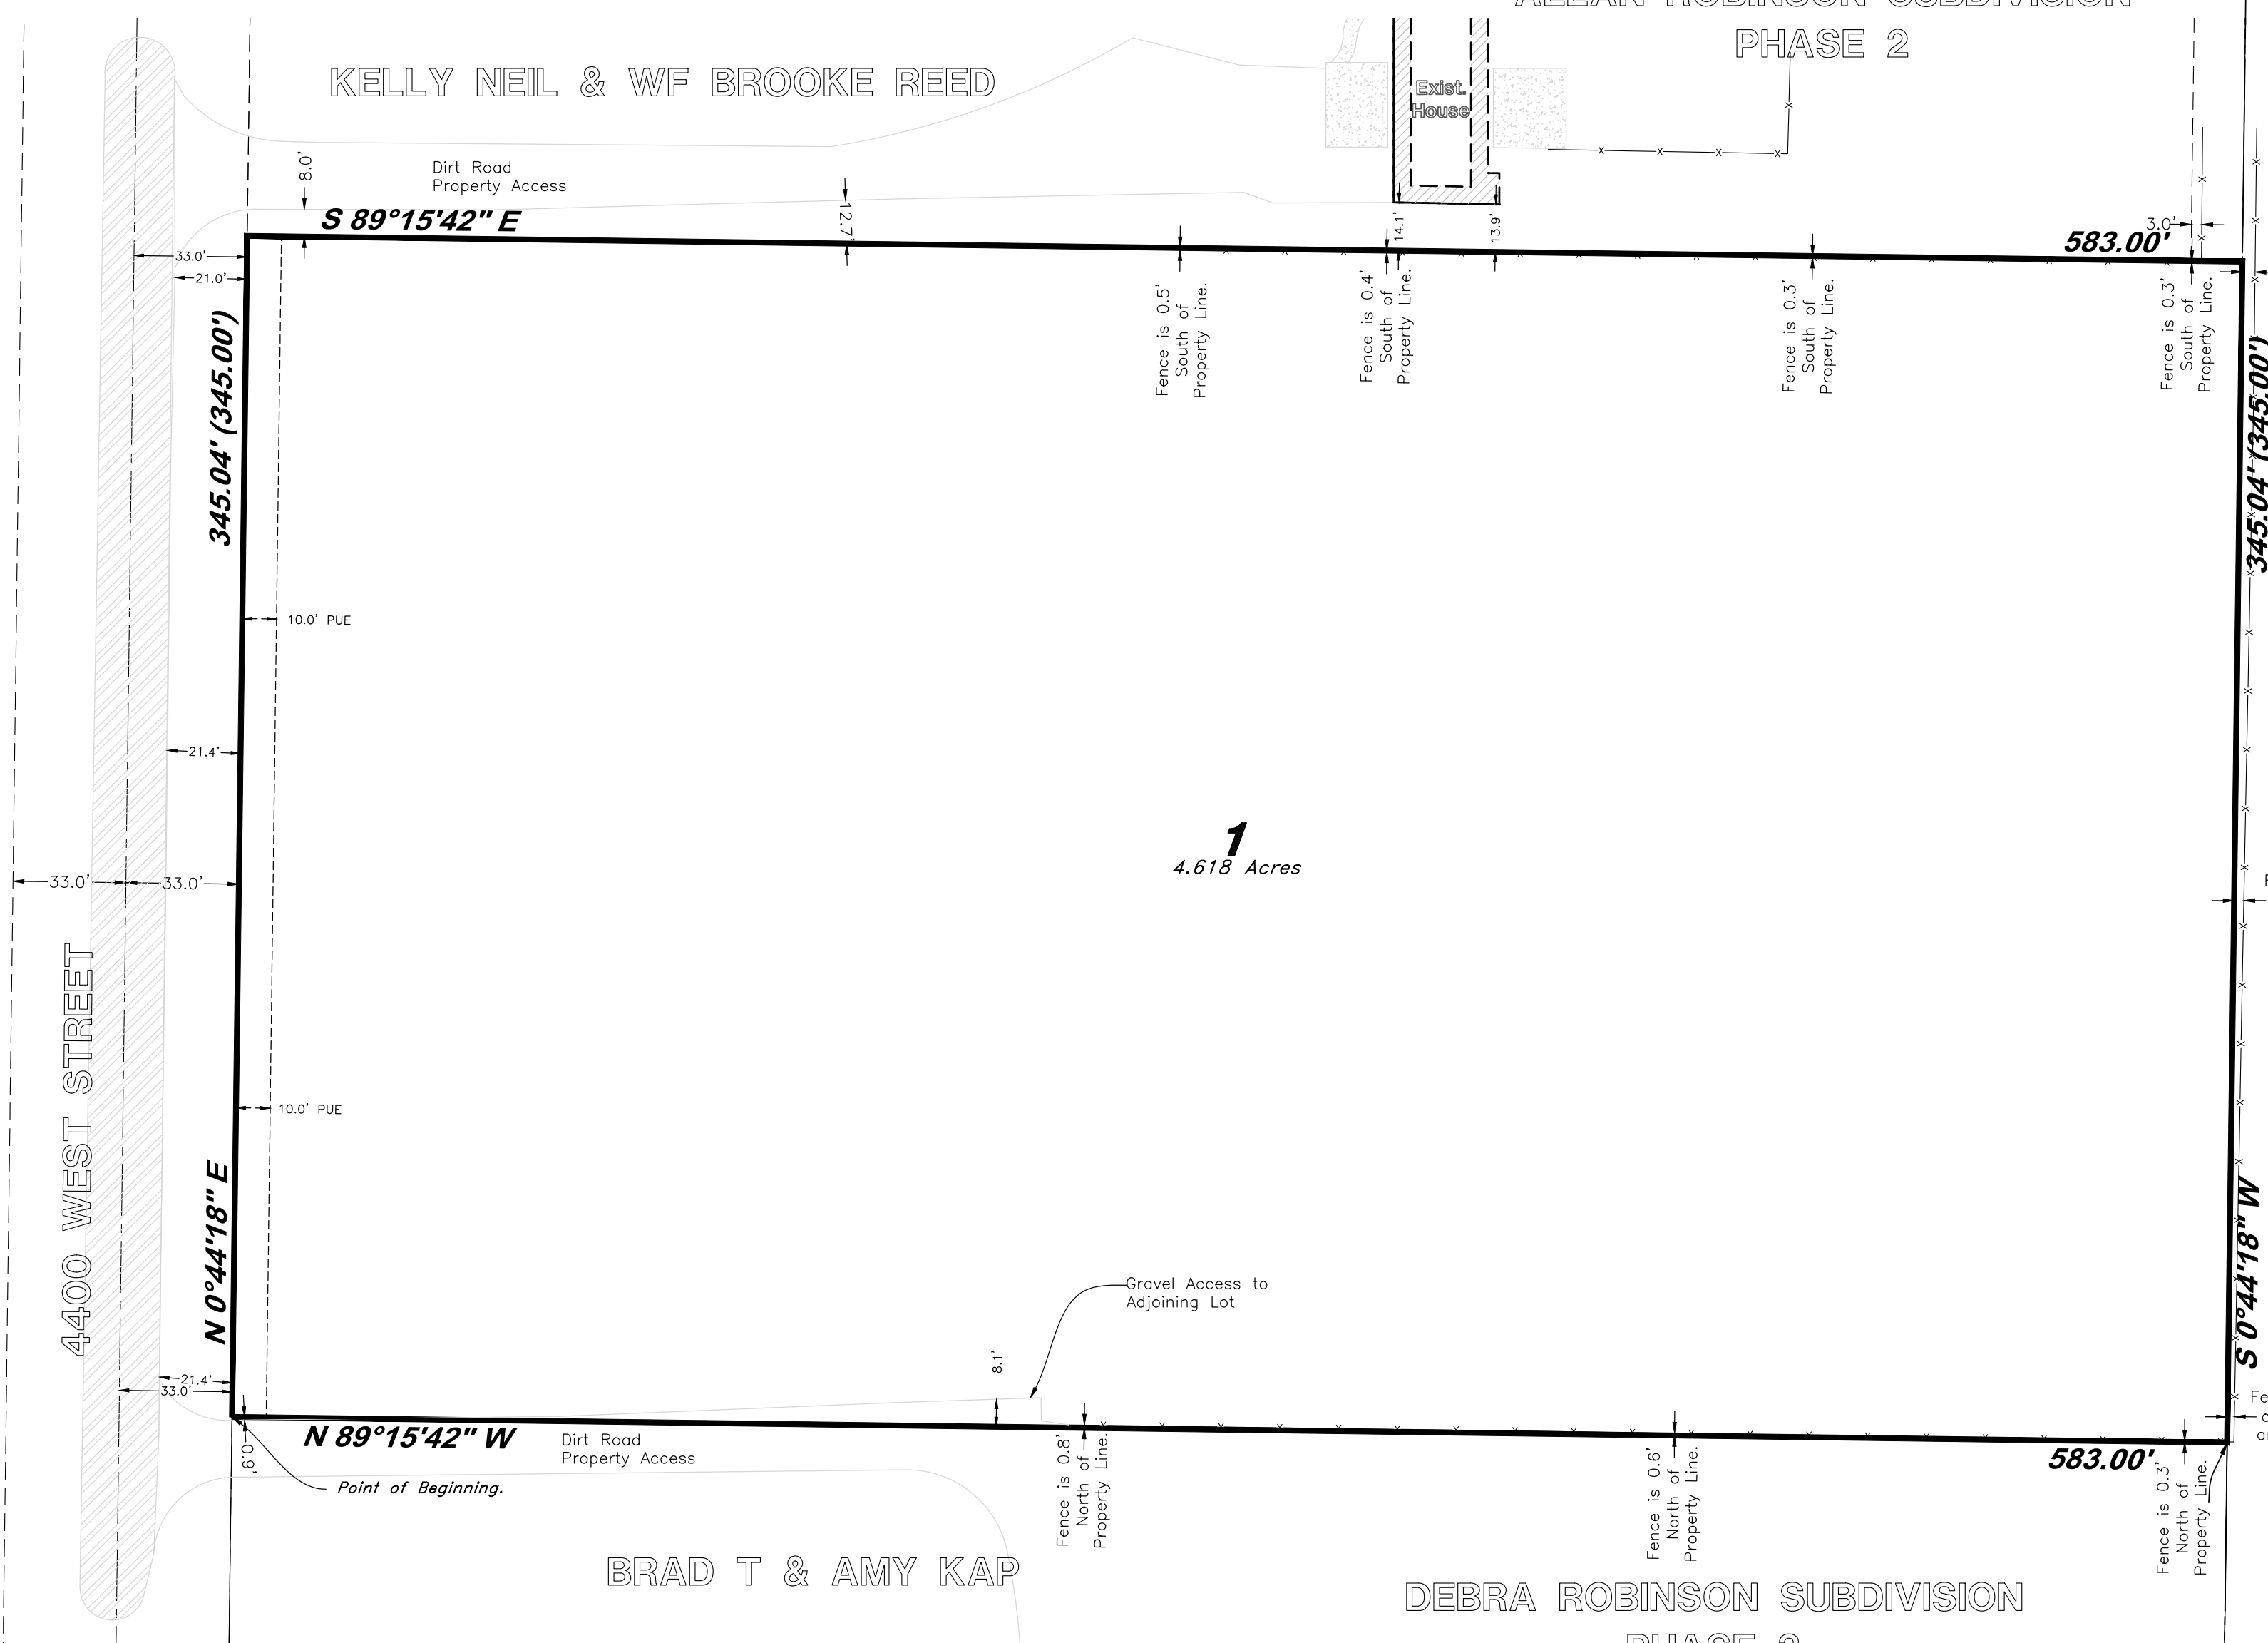 ALLAN ROBINSON SUBDIVISION
PHASE 2
KELLY NEIL & WF BROOKE REED
Exist.
House
8.0'
Dirt Road
Property Access
S 89°15'42" E
12.7'
14.1'
13.9'
3.0'
583.00'
33.0'
21.0'
345.04' (345.00')
Fence is 0.5'
South of
Property Line.
Fence is 0.4'
South of
Property Line.
Fence is 0.3'
South of
Property Line.
Fence is 0.3'
South of
Property Line.
345.04' (345.00')
10.0' PUE
21.4'
1
4.618 Acres
33.0'
33.0'
4400 WEST STREET
10.0' PUE
N 0°44'18" E
S 0°44'18" W
Gravel Access to
Adjoining Lot
8.1'
21.4'
33.0'
N 89°15'42" W
Dirt Road
Property Access
0.9'
Point of Beginning.
Fence is 0.8'
North of
Property Line.
Fence is 0.6'
North of
Property Line.
583.00'
Fence is 0.3'
North of
Property Line.
BRAD T & AMY KAP
DEBRA ROBINSON SUBDIVISION